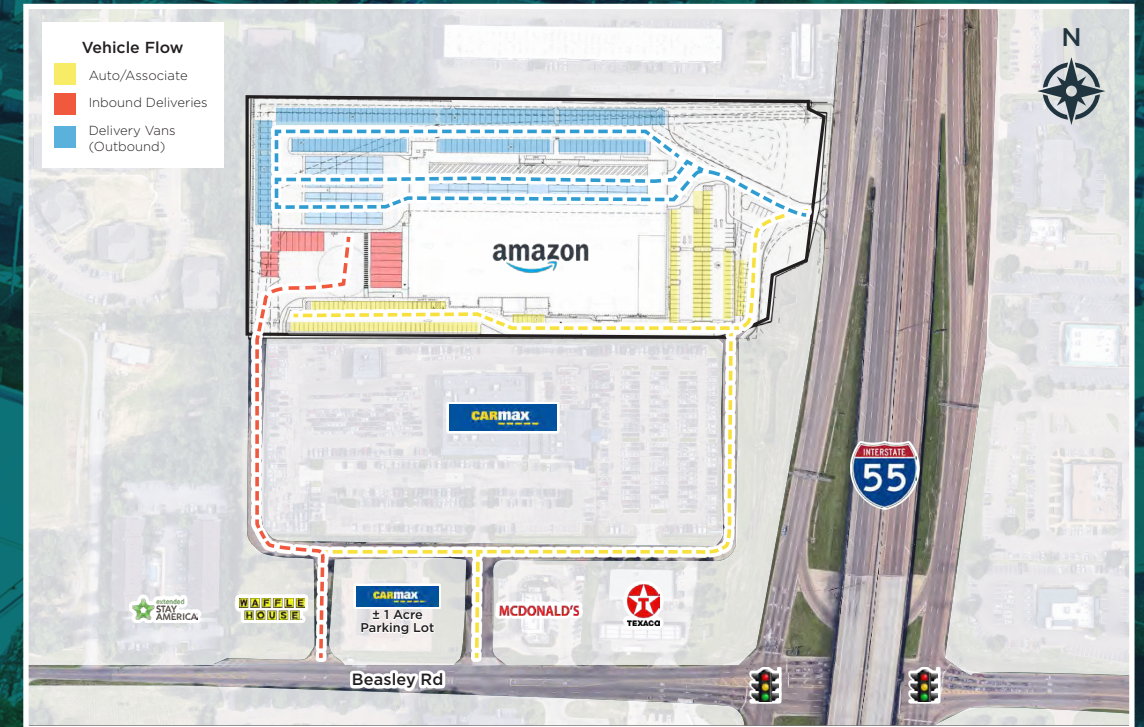 Vehicle Flow
Auto/Associate
Inbound Deliveries
Delivery Vans
(Outbound)
N
amazon
CARMAX
INTERSTATE
55
extended
STAY
AMERICA
WAFFLE
HOUSE
CARMAX
± 1 Acre
Parking Lot
MCDONALD'S
TEXACO
Beasley Rd